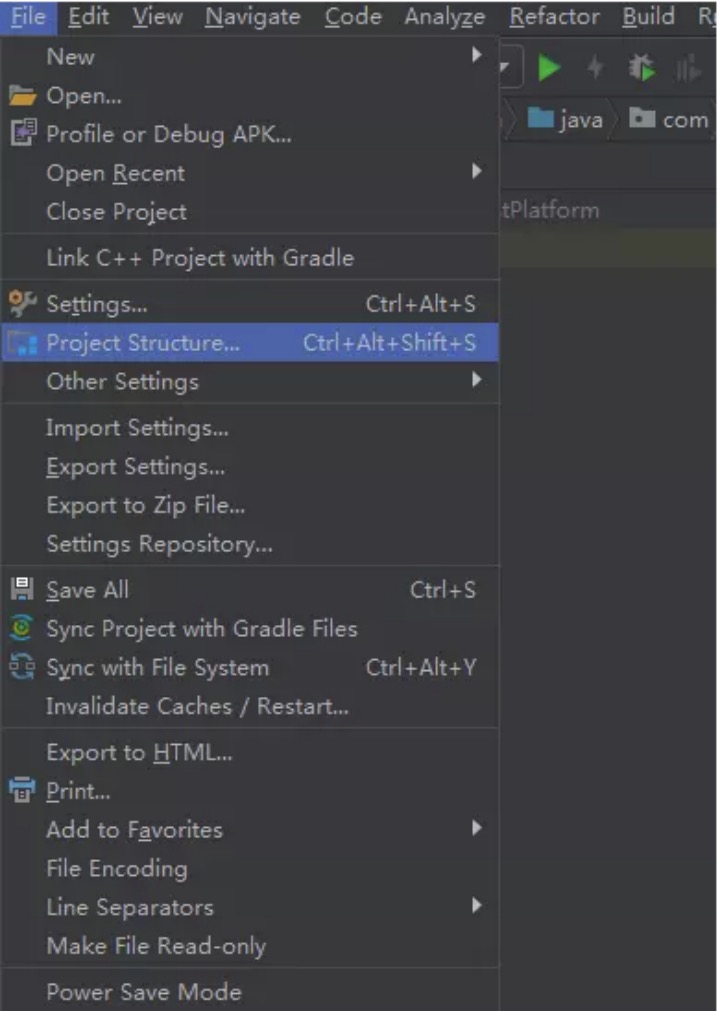 File Edit View Navigate Code Analyze Refactor Build
New
Open...
java com
Profile or Debug APK...
Open Recent
Close Project
tPlatform
Link C++ Project with Gradle
Settings... Ctrl+Alt+S
Project Structure... Ctrl+Alt+Shift+S
Other Settings
Import Settings...
Export Settings...
Export to Zip File...
Settings Repository...
Save All Ctrl+S
Sync Project with Gradle Files
Sync with File System Ctrl+Alt+Y
Invalidate Caches / Restart...
Export to HTML...
Print...
Add to Favorites
File Encoding
Line Separators
Make File Read-only
Power Save Mode